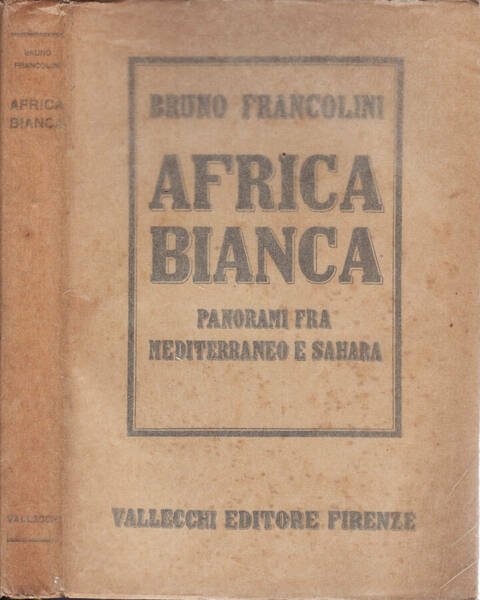 BRUNO
FRANCOLINI
AFRICA
BIANCA
VALLECCHI
BRUNO FRANCOLINI
AFRICA
BIANCA
PANORAMI FRA
MEDITERRANEO E SAHARA
VALLECCHI EDITORE FIRENZE